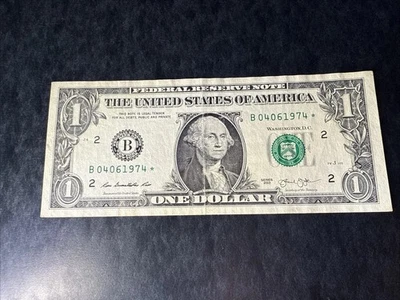 FEDERAL RESERVE NOTE
THE UNITED STATES OF AMERICA
1
1
THIS NOTE IS LEGAL TENDER
FOR ALL DEBTS, PUBLIC AND PRIVATE
B 04061974 *
WASHINGTON, D.C.
2
2
B
B 04061974 *
2
2
SERIES
1
1
ONE DOLLAR